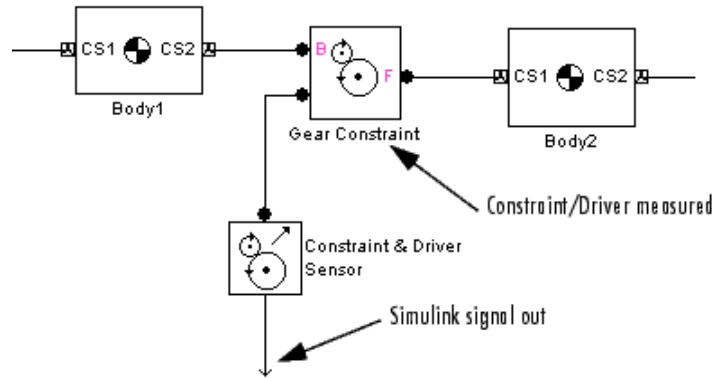 CS1 CS2
Body1
B
F
Gear Constraint
CS1 CS2
Body2
Constraint/Driver measured
Constraint & Driver
Sensor
Simulink signal out